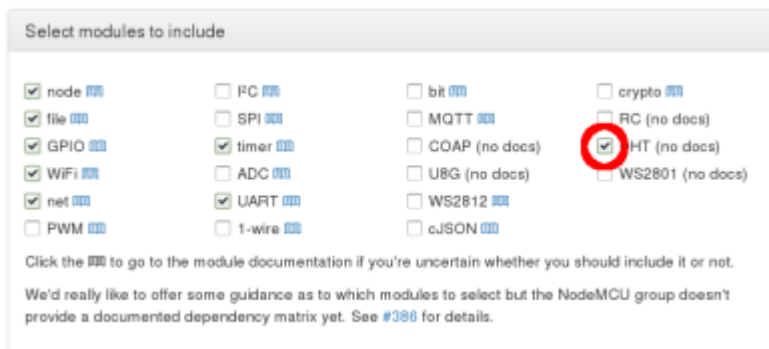 Select modules to include
node I²C bit crypto
file SPI MQTT RC (no docs)
GPIO timer COAP (no docs) DHT (no docs)
WiFi ADC U8G (no docs) WS2801 (no docs)
net UART WS2812
PWM 1-wire cJSON
Click the to go to the module documentation if you're uncertain whether you should include it or not.
We'd really like to offer some guidance as to which modules to select but the NodeMCU group doesn't
provide a documented dependency matrix yet. See #386 for details.